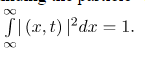 ∞
∫| (x, t) |²dx = 1.
∞